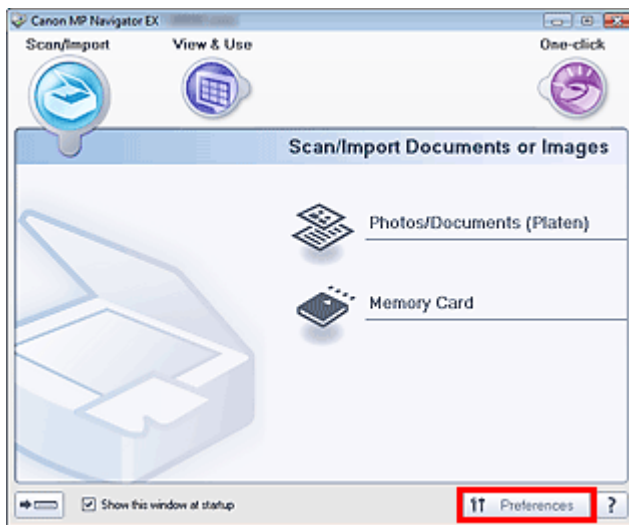 Canon MP Navigator EX
Scan/Import View & Use One-click
Scan/Import Documents or Images
Photos/Documents (Platen)
Memory Card
Show this window at startup Preferences ?